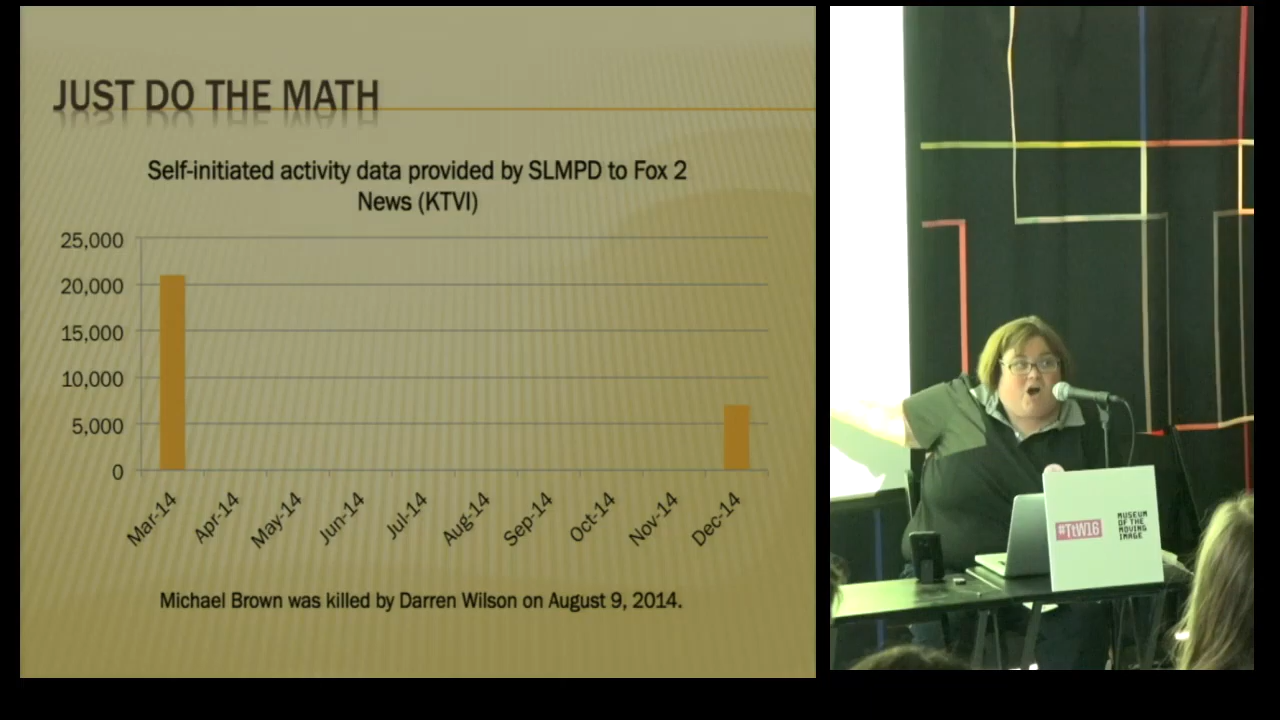 JUST DO THE MATH
Self-initiated activity data provided by SLMPD to Fox 2
News (KTVI)
25,000
20,000
15,000
10,000
5,000
0
Mar-14
Apr-14
May-14
Jun-14
Jul-14
Aug-14
Sep-14
Oct-14
Nov-14
Dec-14
Michael Brown was killed by Darren Wilson on August 9, 2014.
#TtW16
MUSEUM
OF THE
MOVING
IMAGE